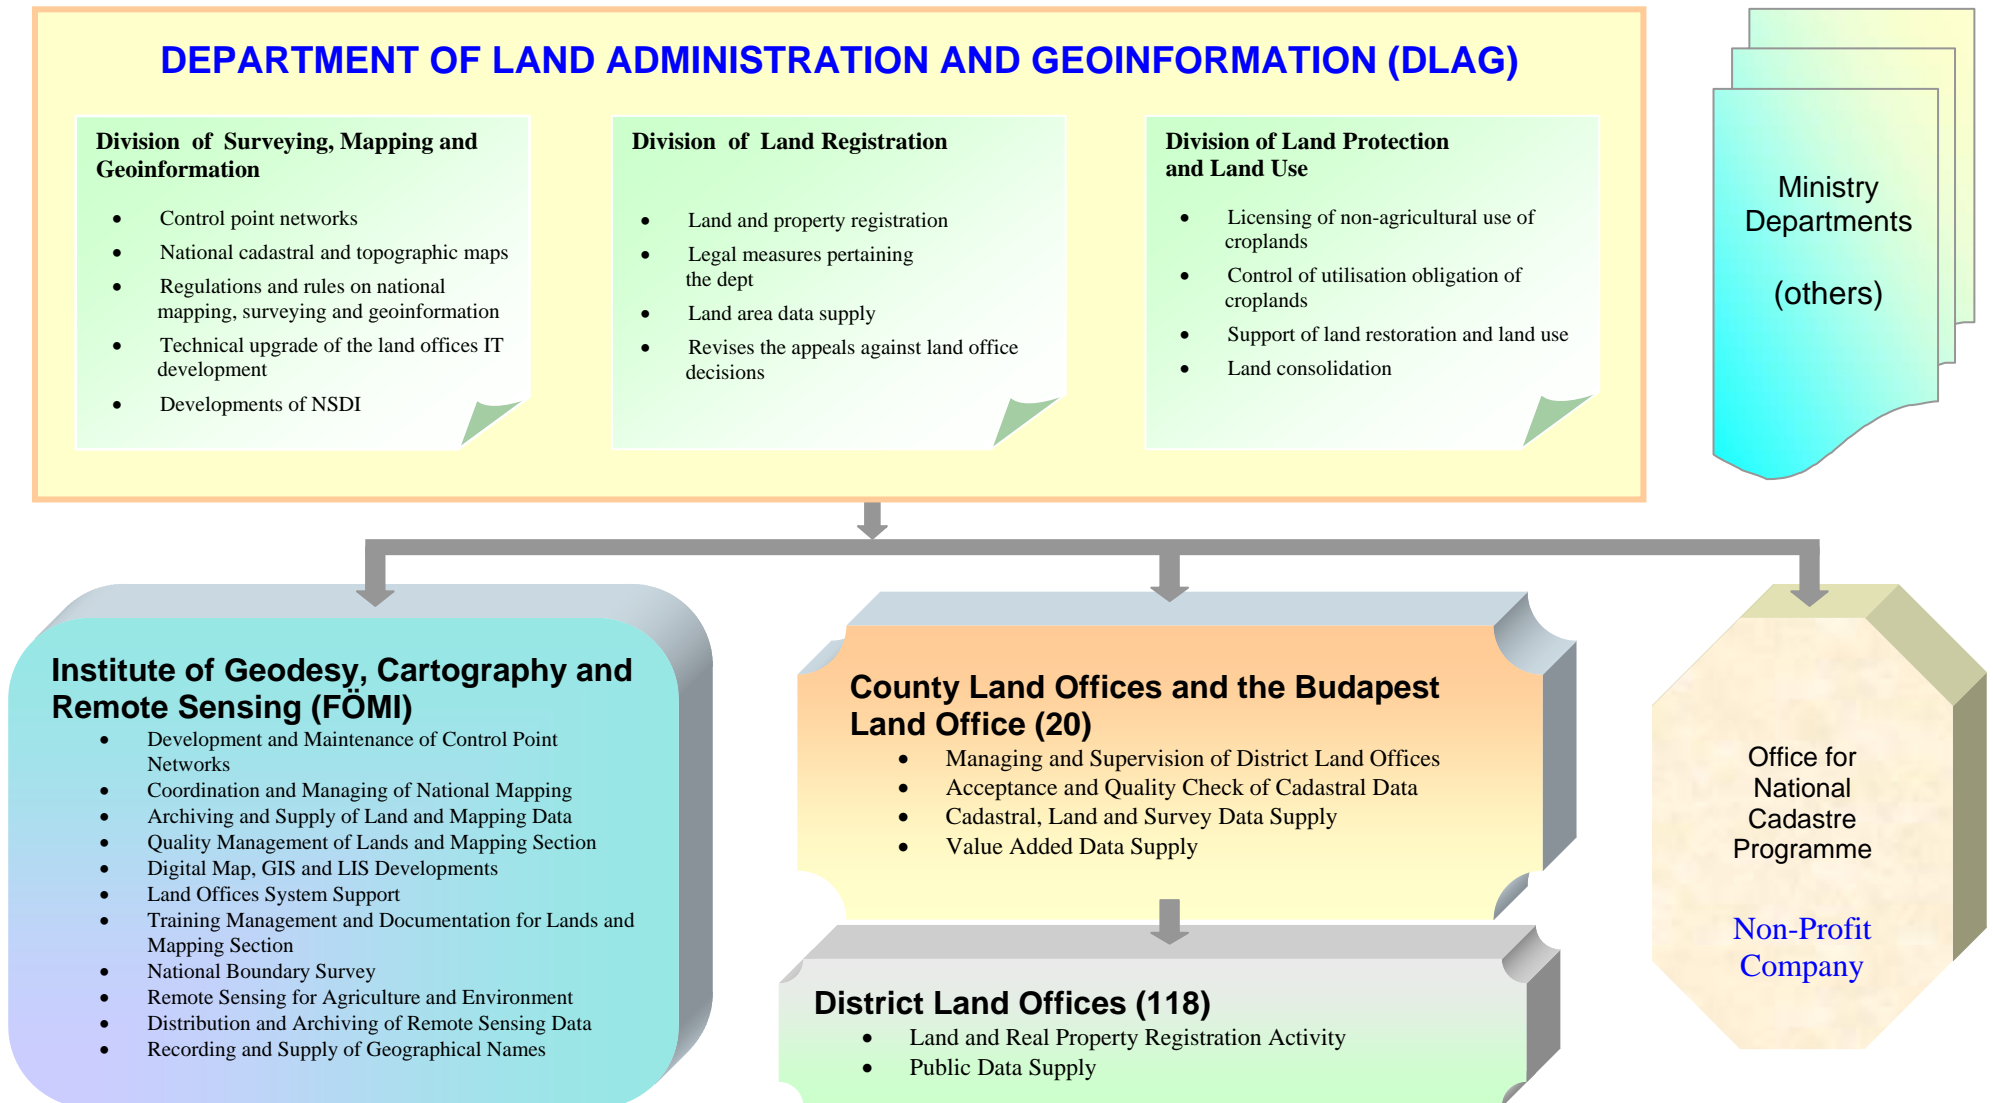 DEPARTMENT OF LAND ADMINISTRATION AND GEOINFORMATION (DLAG)
Division of Surveying, Mapping and
Geoinformation
• Control point networks
• National cadastral and topographic maps
• Regulations and rules on national
mapping, surveying and geoinformation
• Technical upgrade of the land offices IT
development
• Developments of NSDI
Division of Land Registration
• Land and property registration
• Legal measures pertaining
the dept
• Land area data supply
• Revises the appeals against land office
decisions
Division of Land Protection
and Land Use
• Licensing of non-agricultural use of
croplands
• Control of utilisation obligation of
croplands
• Support of land restoration and land use
• Land consolidation
Ministry
Departments
(others)
Institute of Geodesy, Cartography and
Remote Sensing (FÖMI)
• Development and Maintenance of Control Point
Networks
• Coordination and Managing of National Mapping
• Archiving and Supply of Land and Mapping Data
• Quality Management of Lands and Mapping Section
• Digital Map, GIS and LIS Developments
• Land Offices System Support
• Training Management and Documentation for Lands and
Mapping Section
• National Boundary Survey
• Remote Sensing for Agriculture and Environment
• Distribution and Archiving of Remote Sensing Data
• Recording and Supply of Geographical Names
County Land Offices and the Budapest
Land Office (20)
• Managing and Supervision of District Land Offices
• Acceptance and Quality Check of Cadastral Data
• Cadastral, Land and Survey Data Supply
• Value Added Data Supply
District Land Offices (118)
• Land and Real Property Registration Activity
• Public Data Supply
Office for
National
Cadastre
Programme
Non-Profit
Company